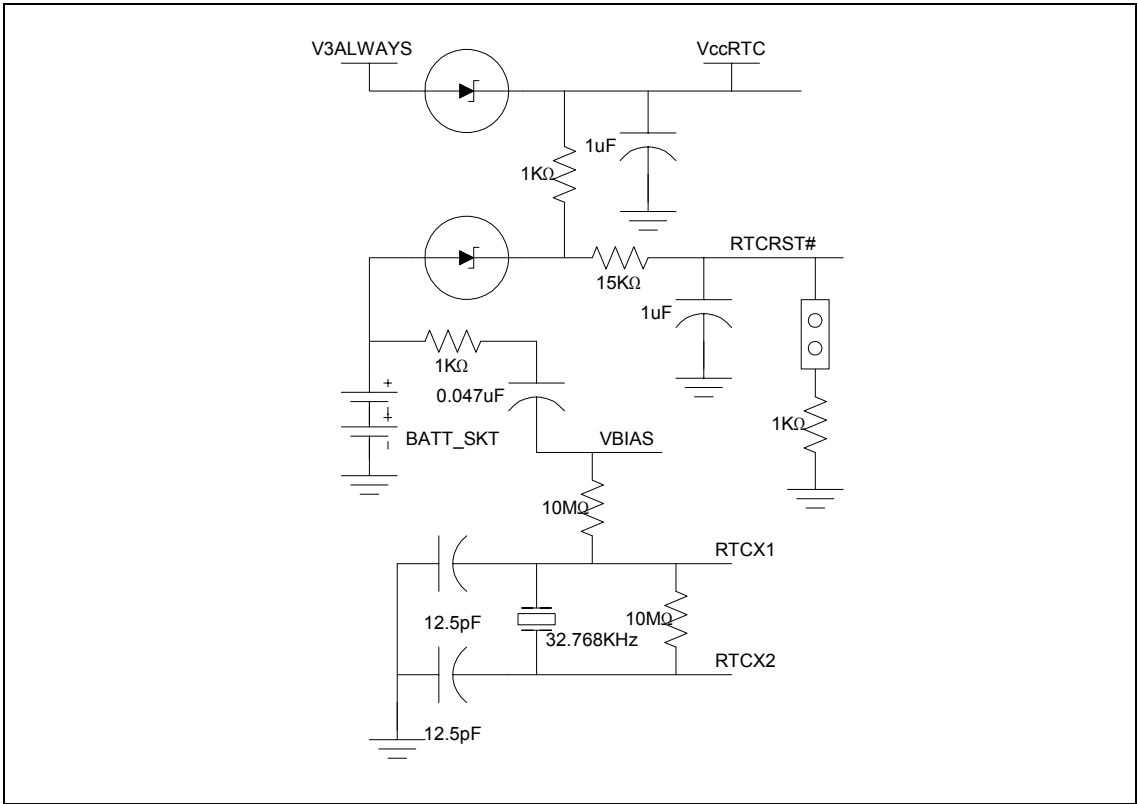 V3ALWAYS
VccRTC
1uF
1KΩ
RTCRST#
15KΩ
1uF
1KΩ
+
0.047uF
1KΩ
+
BATT_SKT
VBIAS
-
10MΩ
RTCX1
12.5pF
10MΩ
32.768KHz
RTCX2
12.5pF